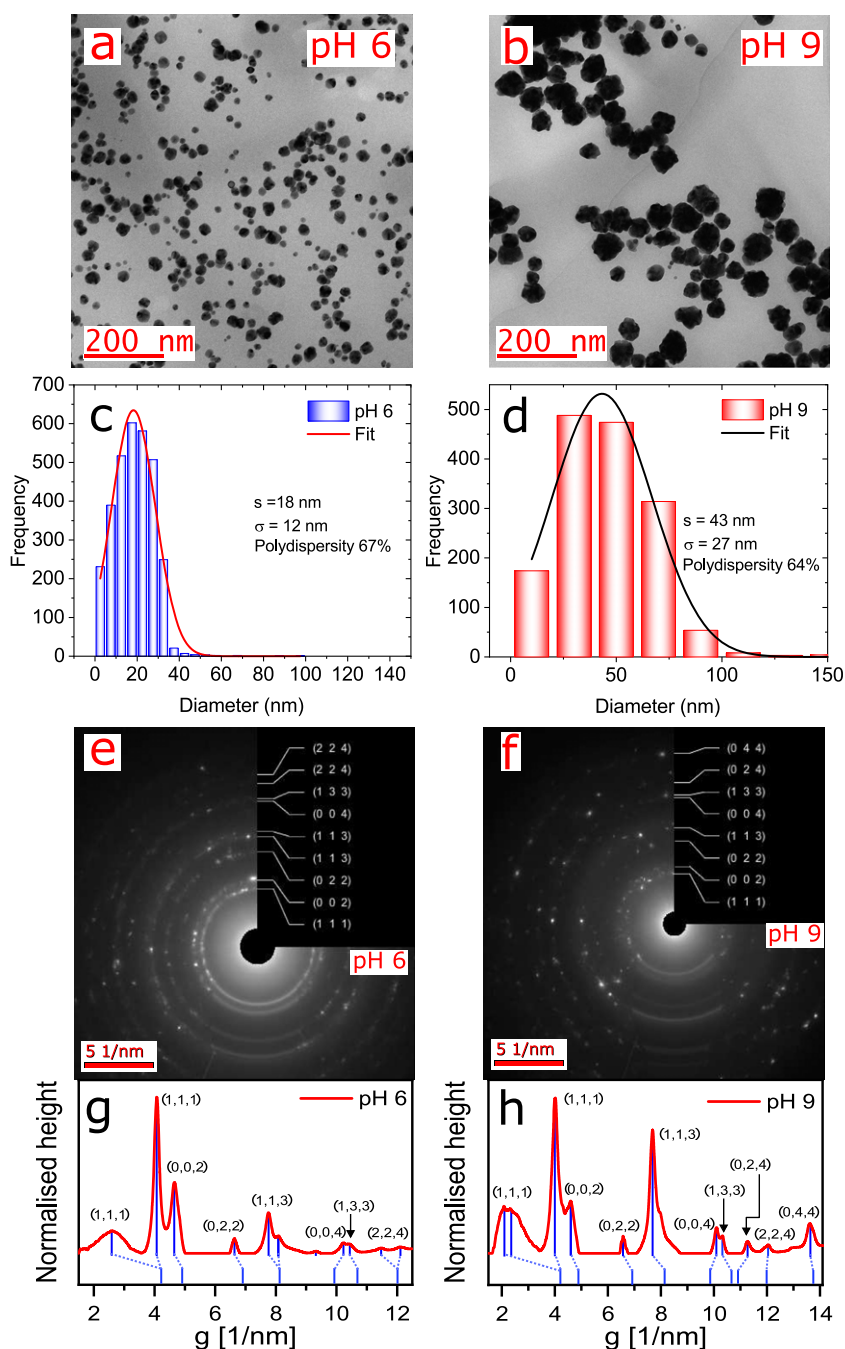 a
pH 6
200 nm
b
pH 9
200 nm
c
700
600
500
400
300
200
100
0
Frequency
0 20 40 60 80 100 120 140
Diameter (nm)
pH 6
Fit
s =18 nm
σ = 12 nm
Polydispersity 67%
d
500
400
300
200
100
0
Frequency
0 50 100 150
Diameter (nm)
pH 9
Fit
s = 43 nm
σ = 27 nm
Polydispersity 64%
e
(2 2 4)
(2 2 4)
(1 3 3)
(0 0 4)
(1 1 3)
(1 1 3)
(0 2 2)
(0 0 2)
(1 1 1)
pH 6
5 1/nm
f
(0 4 4)
(0 2 4)
(1 3 3)
(0 0 4)
(1 1 3)
(0 2 2)
(0 0 2)
(1 1 1)
pH 9
5 1/nm
g
pH 6
Normalised height
(1,1,1)
(1,1,1)
(0,0,2)
(0,2,2)
(1,1,3)
(0,0,4)
(1,3,3)
(2,2,4)
2 4 6 8 10 12
g [1/nm]
h
pH 9
Normalised height
(1,1,1)
(1,1,1)
(0,0,2)
(0,2,2)
(1,1,3)
(0,0,4)
(1,3,3)
(0,2,4)
(2,2,4)
(0,4,4)
2 4 6 8 10 12 14
g [1/nm]